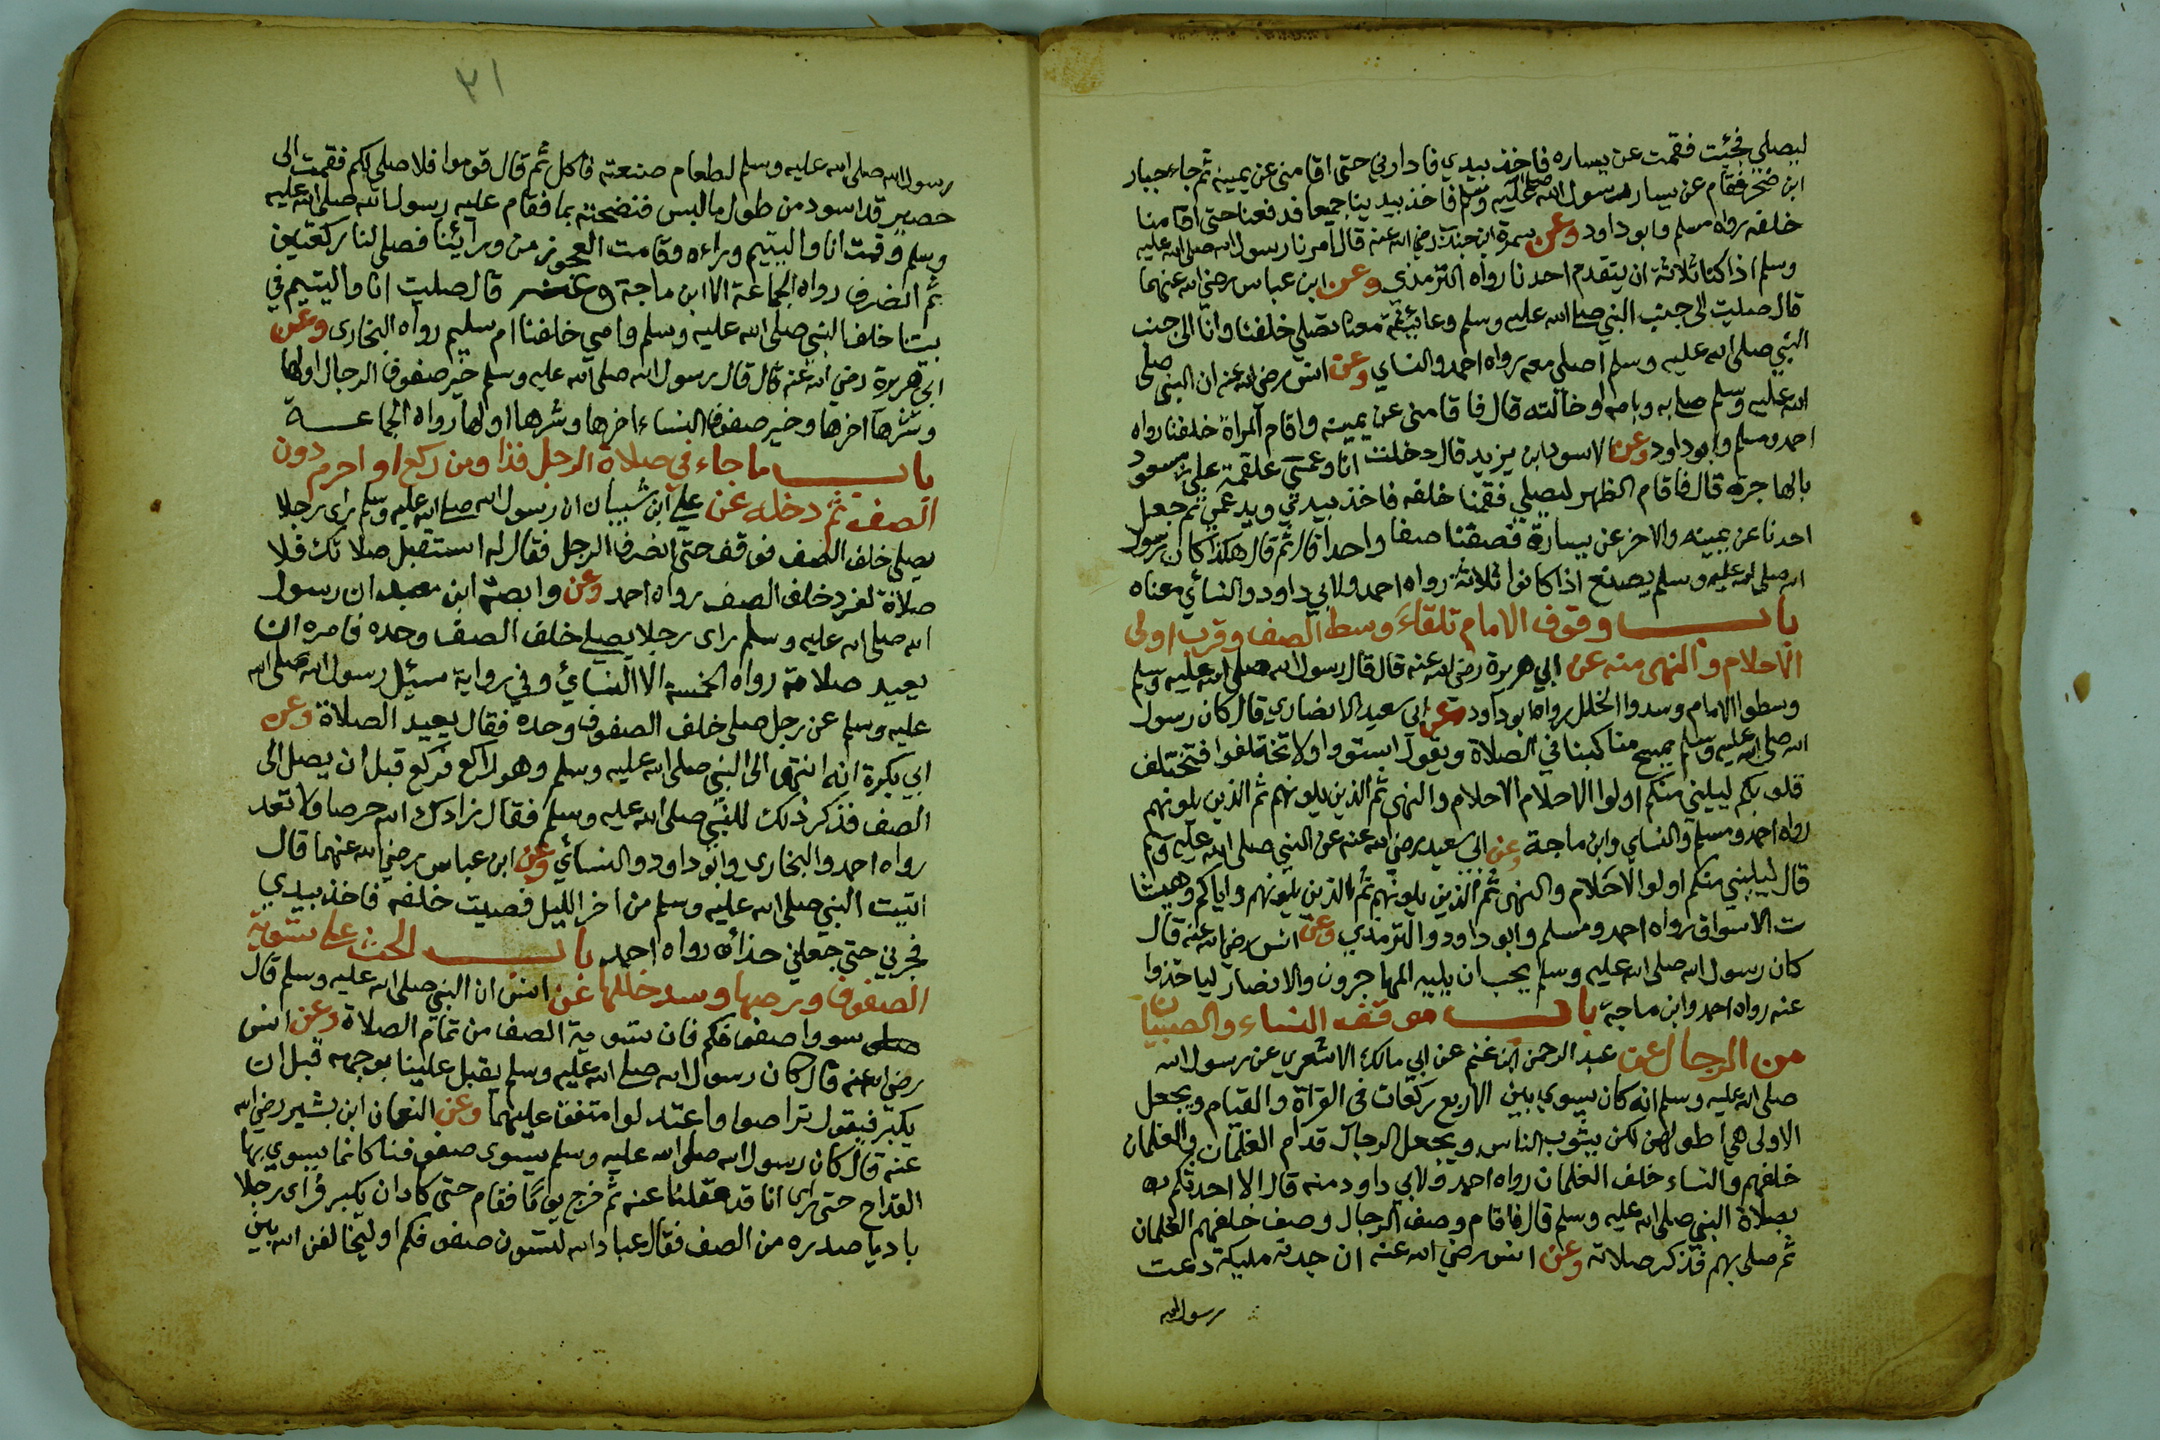 ليصلي فجئت فقمت عن يساره فاخذ بيدي فادارني حتى اقامني عن يمينه ثم جاء جبار
ابن صخر فقام عن يسار رسول الله صلى الله عليه وسلم فاخذ بيدينا جميعا فدفعنا حتى اقامنا
خلفه رواه مسلم وابو داود وعن سمرة ابن جندب رضي الله عنه قال امرنا رسول الله صلى الله عليه
وسلم اذا كنا ثلاثة ان يتقدم احدنا رواه الترمذي وعن ابن عباس رضي الله عنهما
قال صليت الى جنب النبي صلى الله عليه وسلم وعائشة معنا تصلي خلفنا وانا الى جنب
النبي صلى الله عليه وسلم اصلي معه رواه احمد والنساي وعن انس رضي الله عنه ان النبي صلى
الله عليه وسلم صلى به وبامه او خالته قال فاقامني عن يمينه واقام المراة خلفنا رواه
احمد ومسلم وابو داود وعن الاسود ابن يزيد قال دخلت انا وعمي علقمة على ابن مسعود
بالهاجرة قال فاقام الظهر ليصلي فقمنا خلفه فاخذ بيدي ويد عمي ثم جعل
احدنا عن يمينه والاخر عن يساره فصففنا صفا واحدا قال ثم قال هكذا كان رسول
الله صلى الله عليه وسلم يصنع اذا كانوا ثلاثة رواه احمد ولابي داود والنسائي معناه
باب وقوف الامام تلقاء وسط الصف وقرب اولى
الاحلام والنهى منه عن ابي هريرة رضي الله عنه قال قال رسول الله صلى الله عليه وسلم
وسطوا الامام وسدوا الخلل رواه ابو داود وعن ابي سعيد الانصاري قال كان رسول
الله صلى الله عليه وسلم يمسح مناكبنا في الصلاة ويقول استووا ولا تختلفوا فتختلف
قلوبكم ليليني منكم اولوا الاحلام الاحلام والنهى ثم الذين يلونهم ثم الذين يلونهم
رواه احمد ومسلم والنساي وابن ماجة وعن ابي سعيد رضي الله عنه عن النبي صلى الله عليه وسلم
قال ليليني منكم اولوا الاحلام والنهى ثم الذين يلونهم ثم الذين يلونهم واياكم وهيشا
ت الاسواق رواه احمد ومسلم وابو داود والترمذي وعن انس رضي الله عنه قال
كان رسول الله صلى الله عليه وسلم يحب ان يليه المهاجرون والانصار لياخذوا
عنه رواه احمد وابن ماجة باب موقف النساء والصبيان
من الرجال عن عبد الرحمن ابن غنم عن ابي مالك الاشعري عن رسول الله
صلى الله عليه وسلم انه كان يسوي بين الاربع ركعات في القراة والقيام ويجعل
الاولى هي اطولهن لكي يثوب الناس ويجعل الرجال قدام الغلمان والغلمان
خلفهم والنساء خلف الغلمان رواه احمد ولابي داود منه قال الا احدثكم
بصلاة النبي صلى الله عليه وسلم قال فاقام وصف الرجال وصف خلفهم الغلمان
ثم صلى بهم فذكر صلاته وعن انس رضي الله عنه ان جدته مليكة دعت
رسول الله
٣١
رسول الله صلى الله عليه وسلم لطعام صنعته فاكل ثم قال قوموا فلاصلي لكم فقمت الى
حصير قد اسود من طول ما لبس فنضحته بما فقام عليه رسول الله صلى الله عليه
وسلم وقمت انا واليتيم وراءه وقامت العجوز من ورائنا فصلى لنا ركعتين
ثم انصرف رواه الجماعة الا ابن ماجة وعنه قال صليت انا واليتيم في
بيتنا خلف النبي صلى الله عليه وسلم وامي خلفنا ام سليم رواه البخاري وعن
ابي هريرة رضي الله عنه قال قال رسول الله صلى الله عليه وسلم خير صفوف الرجال اولها
وشرها اخرها وخير صفوف النساء اخرها وشرها اولها رواه الجماعة
باب ما جاء في صلاة الرجل فذا ومن ركع او احرم دون
الصف ثم دخله عن علي ابن شيبان ان رسول الله صلى الله عليه وسلم راى رجلا
يصلي خلف الصف فوقف حتى انصرف الرجل فقال له استقبل صلاتك فلا
صلاة لفرد خلف الصف رواه احمد وعن وابصة ابن معبد ان رسول
الله صلى الله عليه وسلم راى رجلا يصلي خلف الصف وحده فامره ان
يعيد صلاته رواه الخمسة الا النسائي وفي رواية سئل رسول الله صلى الله
عليه وسلم عن رجل صلى خلف الصفوف وحده فقال يعيد الصلاة وعن
ابي بكرة انه انتهى الى النبي صلى الله عليه وسلم وهو راكع فركع قبل ان يصل الى
الصف فذكر ذلك للنبي صلى الله عليه وسلم فقال زادك الله حرصا ولا تعد
رواه احمد والبخاري وابو داود والنسائي وعن ابن عباس رضي الله عنهما قال
اتيت النبي صلى الله عليه وسلم من اخر الليل فصليت خلفه فاخذ بيدي
فجرني حتى جعلني حذائه رواه احمد باب الحث على تسوية
الصفوف ورصها وسد خللها عن انس ان النبي صلى الله عليه وسلم قال
سووا صفوفكم فان تسوية الصف من تمام الصلاة وعن انس
رضي الله عنه قال كان رسول الله صلى الله عليه وسلم يقبل علينا بوجهه قبل ان
يكبر فيقول تراصوا واعتدلوا متفق عليهما وعن النعمان ابن بشير رضي الله
عنه قال كان رسول الله صلى الله عليه وسلم يسوي صفوفنا كانما يسوي بها
القداح حتى راى انا قد عقلنا عنه ثم خرج يوما فقام حتى كاد ان يكبر فراى رجلا
باديا صدره من الصف فقال عباد الله لتسون صفوفكم او ليخالفن الله بين